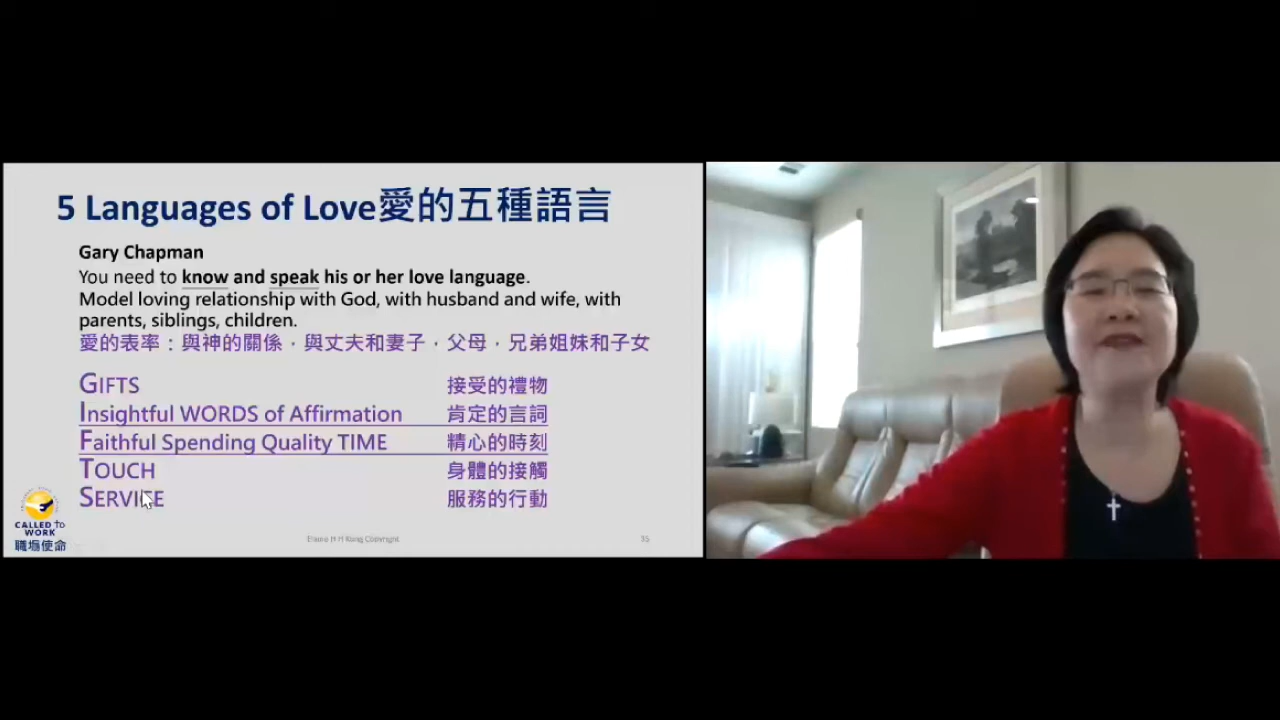 5 Languages of Love愛的五種語言
Gary Chapman
You need to know and speak his or her love language.
Model loving relationship with God, with husband and wife, with
parents, siblings, children.
愛的表率：與神的關係，與丈夫和妻子，父母，兄弟姐妹和子女
GIFTS 接受的禮物
Insightful WORDS of Affirmation 肯定的言詞
Faithful Spending Quality TIME 精心的時刻
TOUCH 身體的接觸
SERVICE 服務的行動
CALLED to
WORK
職場使命
Copyright
35